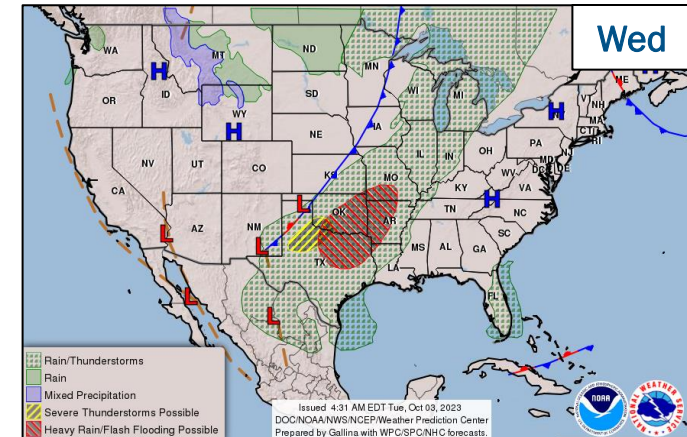 Wed
WA
MT
ND
MN
ME
H
OR
ID
WY
SD
WI
MI
H
VT
NH
MA
CT
RI
H
NE
IA
NV
UT
CO
IL
IN
OH
PA
NJ
MD
DE
DC
WV
VA
CA
KS
MO
KY
H
L
OK
AR
TN
NC
AZ
NM
L
L
TX
MS
AL
GA
SC
LA
L
L
FL
Rain/Thunderstorms
Rain
Mixed Precipitation
Severe Thunderstorms Possible
Heavy Rain/Flash Flooding Possible
Issued 4:31 AM EDT Tue, Oct 03, 2023
DOC/NOAA/NWS/NCEP/Weather Prediction Center
Prepared by Gallina with WPC/SPC/NHC forecasts.
NOAA
NATIONAL WEATHER SERVICE